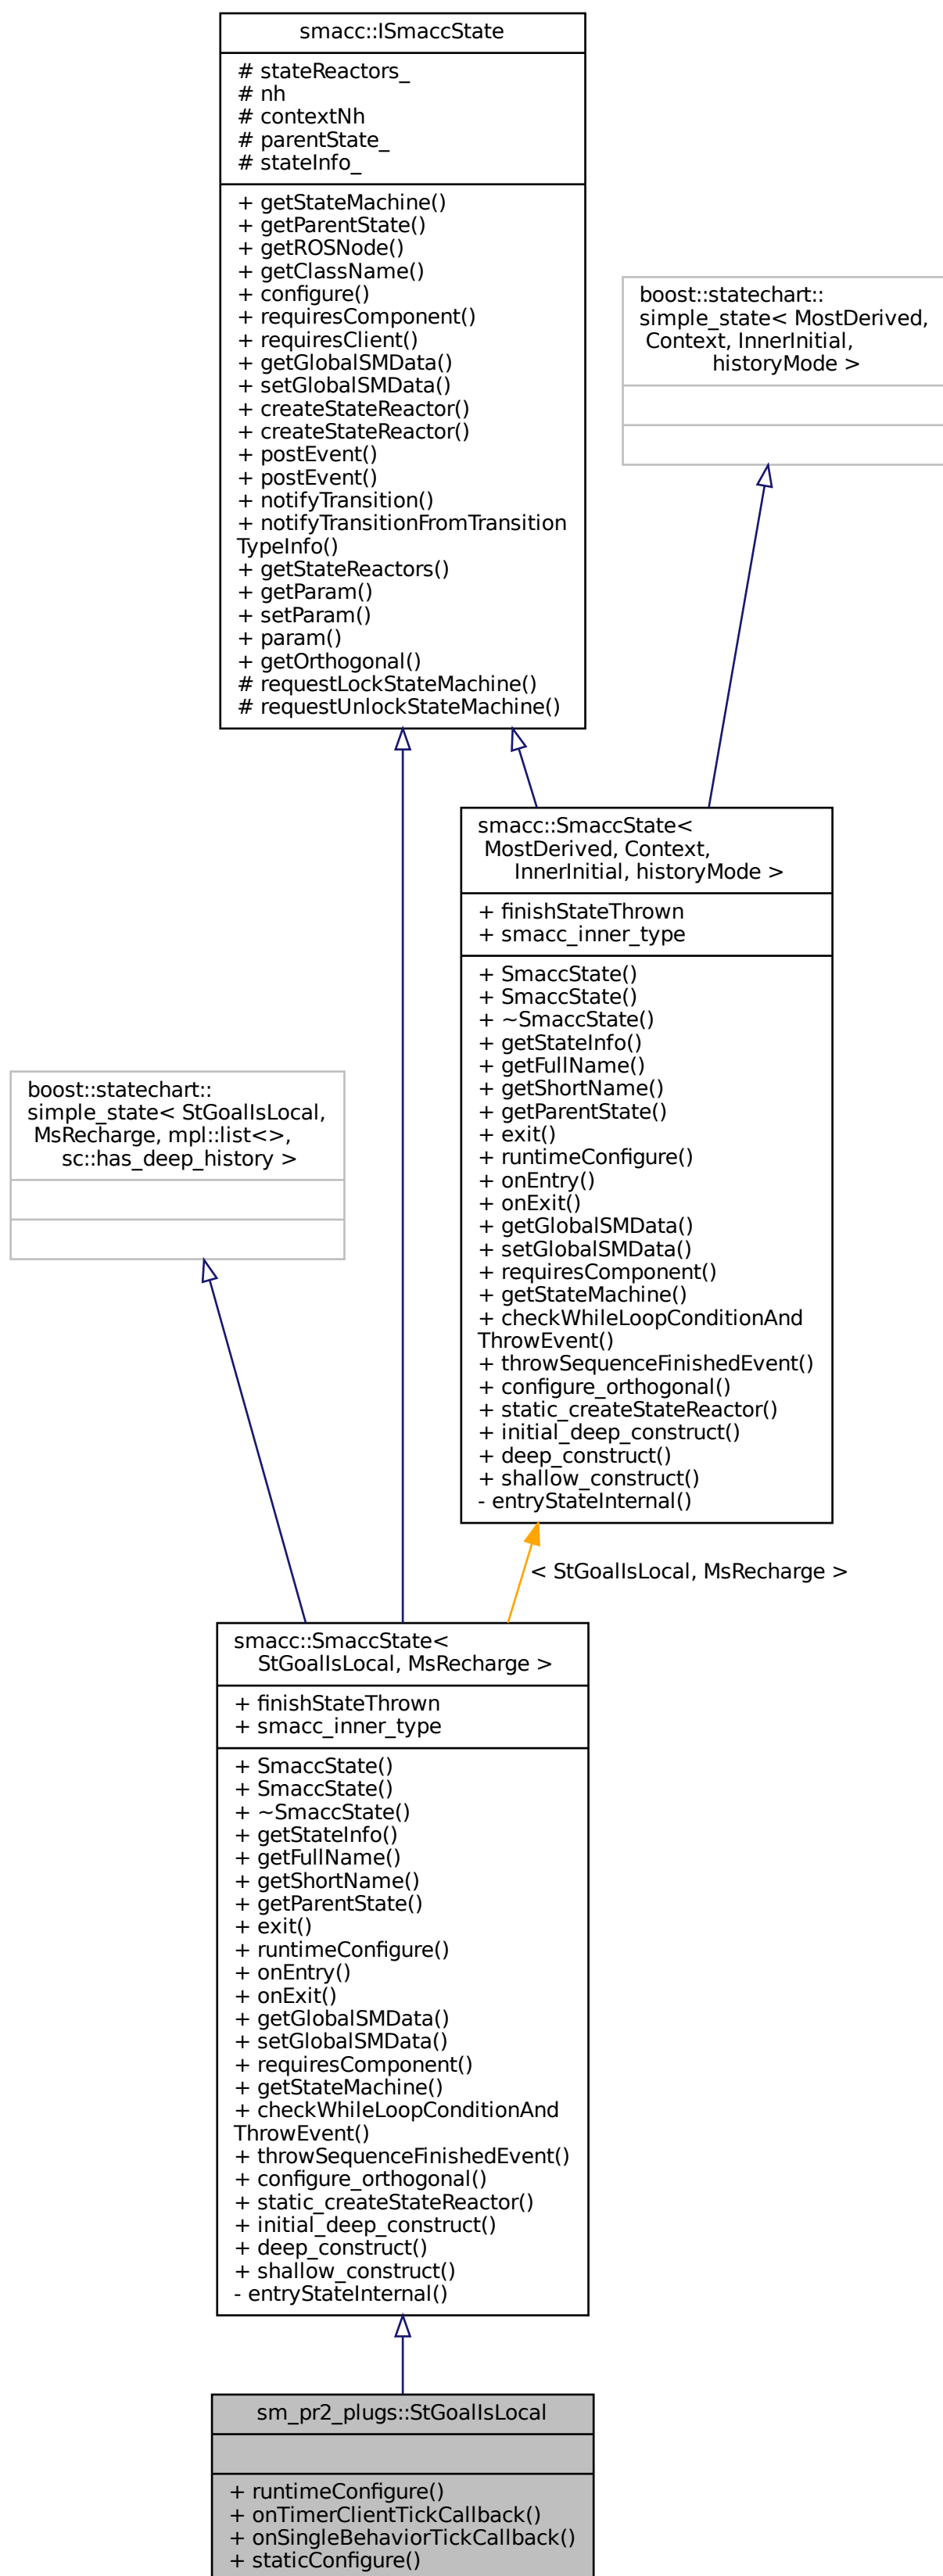 smacc::ISmaccState
# stateReactors_
# nh
# contextNh
# parentState_
# stateInfo_
+ getStateMachine()
+ getParentState()
+ getROSNode()
+ getClassName()
+ configure()
+ requiresComponent()
+ requiresClient()
+ getGlobalSMData()
+ setGlobalSMData()
+ createStateReactor()
+ createStateReactor()
+ postEvent()
+ postEvent()
+ notifyTransition()
+ notifyTransitionFromTransition
TypeInfo()
+ getStateReactors()
+ getParam()
+ setParam()
+ param()
+ getOrthogonal()
# requestLockStateMachine()
# requestUnlockStateMachine()
boost::statechart::
simple_state< MostDerived,
Context, InnerInitial,
historyMode >
smacc::SmaccState<
MostDerived, Context,
InnerInitial, historyMode >
+ finishStateThrown
+ smacc_inner_type
+ SmaccState()
+ SmaccState()
+ ~SmaccState()
+ getStateInfo()
+ getFullName()
+ getShortName()
+ getParentState()
+ exit()
+ runtimeConfigure()
+ onEntry()
+ onExit()
+ getGlobalSMData()
+ setGlobalSMData()
+ requiresComponent()
+ getStateMachine()
+ checkWhileLoopConditionAnd
ThrowEvent()
+ throwSequenceFinishedEvent()
+ configure_orthogonal()
+ static_createStateReactor()
+ initial_deep_construct()
+ deep_construct()
+ shallow_construct()
- entryStateInternal()
boost::statechart::
simple_state< StGoalIsLocal,
MsRecharge, mpl::list<>,
sc::has_deep_history >
< StGoalIsLocal, MsRecharge >
smacc::SmaccState<
StGoalIsLocal, MsRecharge >
+ finishStateThrown
+ smacc_inner_type
+ SmaccState()
+ SmaccState()
+ ~SmaccState()
+ getStateInfo()
+ getFullName()
+ getShortName()
+ getParentState()
+ exit()
+ runtimeConfigure()
+ onEntry()
+ onExit()
+ getGlobalSMData()
+ setGlobalSMData()
+ requiresComponent()
+ getStateMachine()
+ checkWhileLoopConditionAnd
ThrowEvent()
+ throwSequenceFinishedEvent()
+ configure_orthogonal()
+ static_createStateReactor()
+ initial_deep_construct()
+ deep_construct()
+ shallow_construct()
- entryStateInternal()
sm_pr2_plugs::StGoalIsLocal
+ runtimeConfigure()
+ onTimerClientTickCallback()
+ onSingleBehaviorTickCallback()
+ staticConfigure()